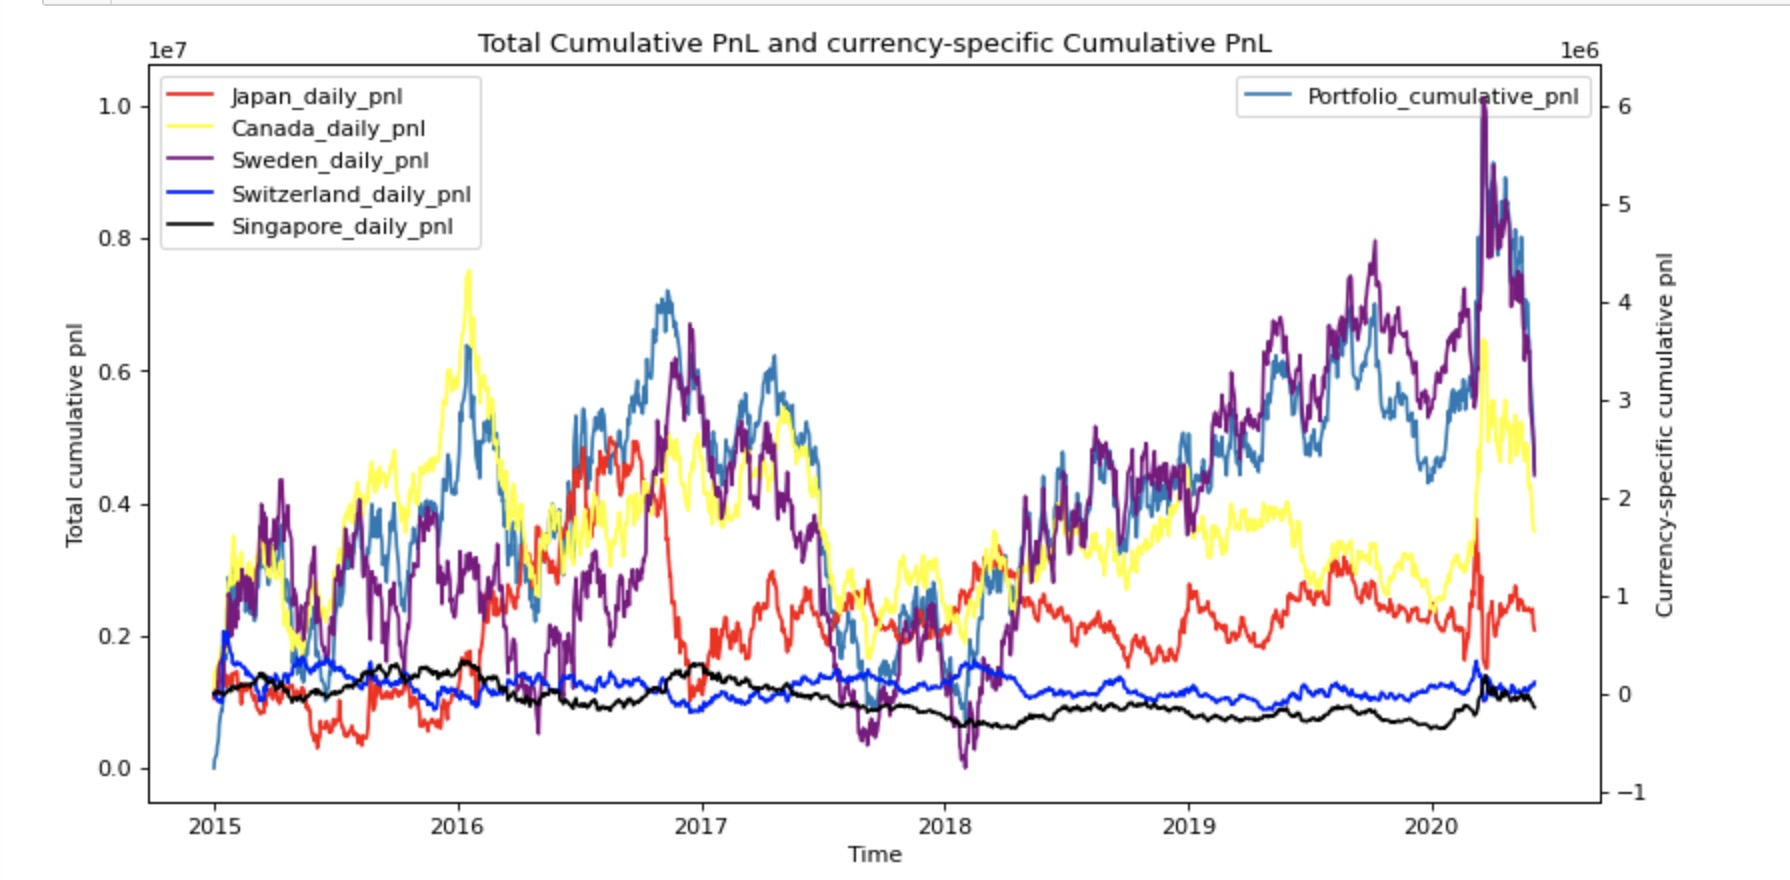 Total Cumulative PnL and currency-specific Cumulative PnL
1e7
1e6
Japan_daily_pnl
Canada_daily_pnl
Sweden_daily_pnl
Switzerland_daily_pnl
Singapore_daily_pnl
Portfolio_cumulative_pnl
Total cumulative pnl
1.0
0.8
0.6
0.4
0.2
0.0
6
5
4
3
2
1
0
−1
Currency-specific cumulative pnl
2015 2016 2017 2018 2019 2020
Time